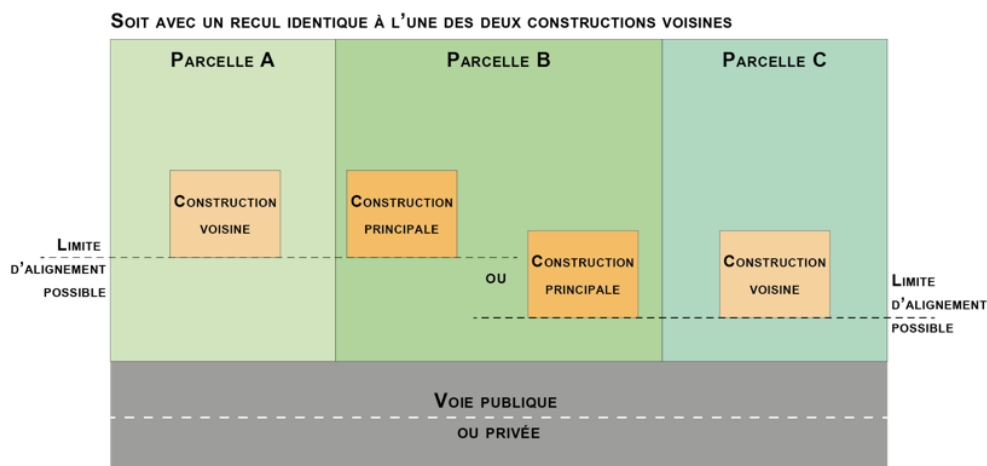 Soit avec un recul identique à l'une des deux constructions voisines
Parcelle A
Parcelle B
Parcelle C
Construction
voisine
Construction
principale
Limite
d'alignement
possible
ou
Construction
principale
Construction
voisine
Limite
d'alignement
possible
Voie publique
ou privée